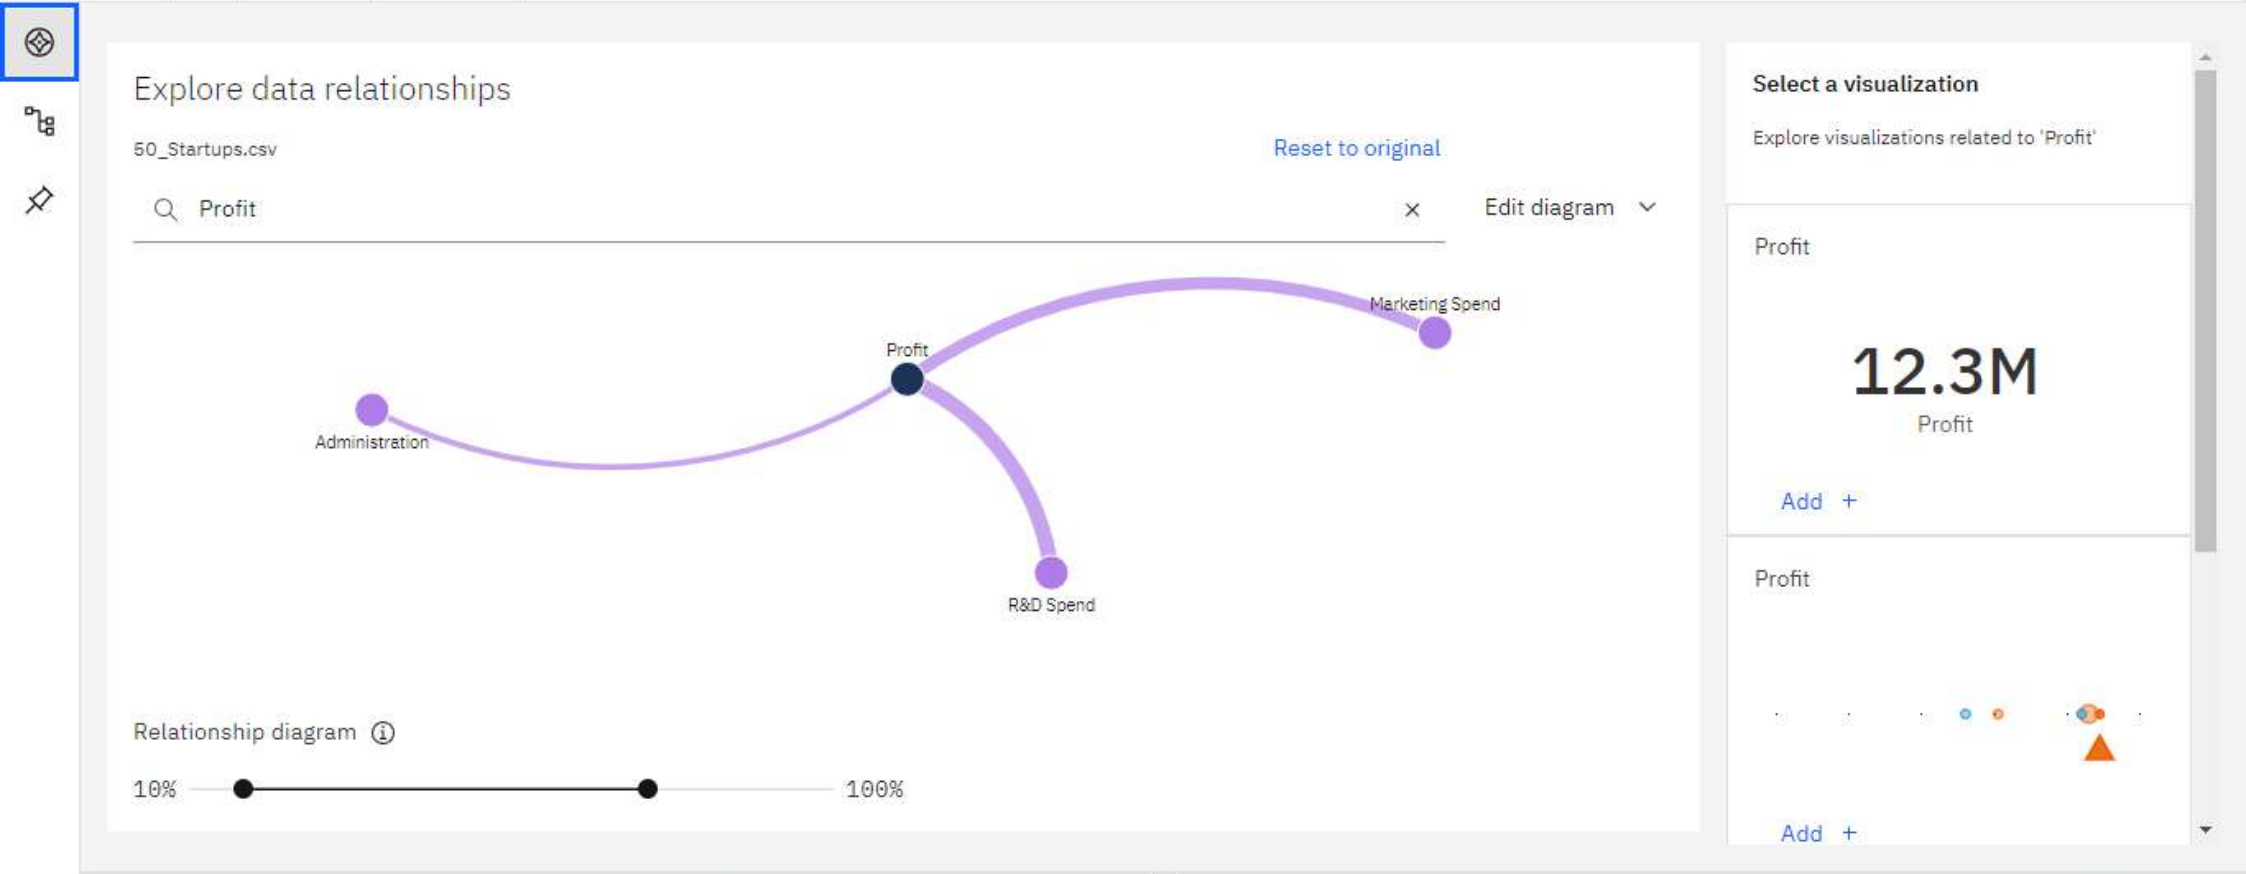 Explore data relationships
50_Startups.csv
Reset to original
Profit
Edit diagram
Marketing Spend
Profit
Administration
R&D Spend
Relationship diagram
10%
100%
Select a visualization
Explore visualizations related to 'Profit'
Profit
12.3M
Profit
Add +
Profit
Add +